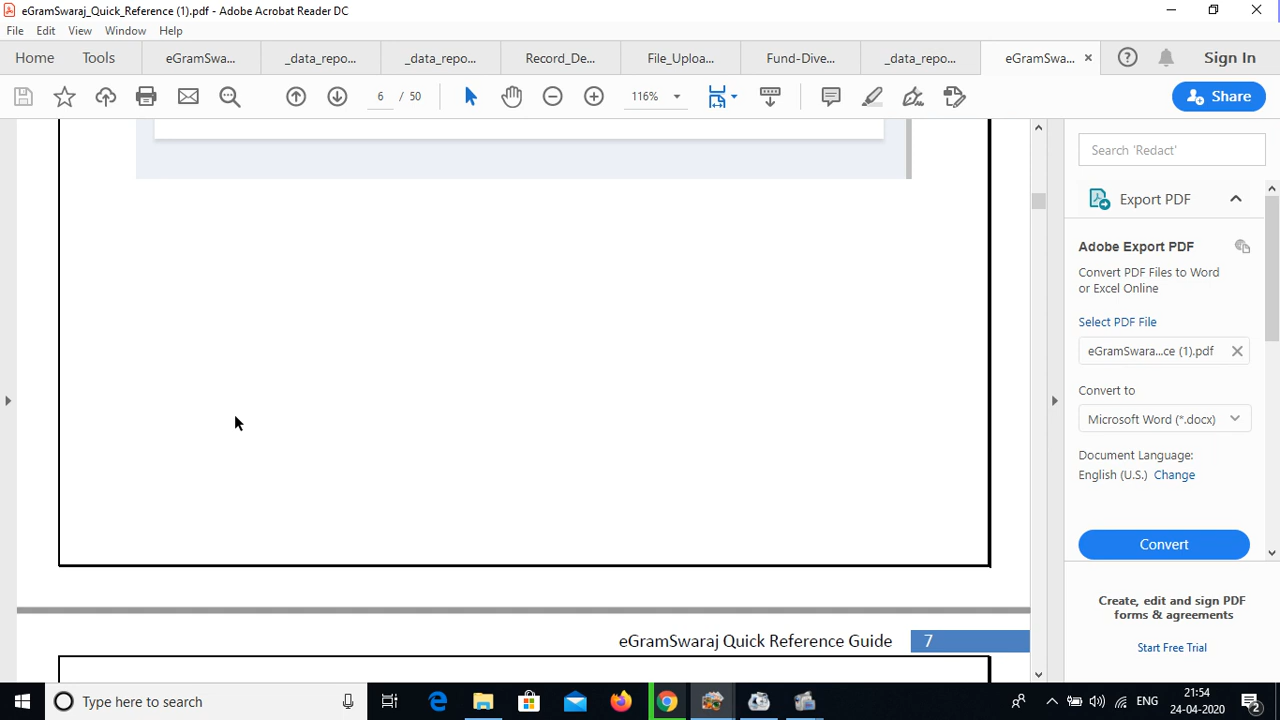 eGramSwaraj_Quick_Reference (1).pdf - Adobe Acrobat Reader DC
File Edit View Window Help
Home Tools eGramSwa... _data_repo... _data_repo... Record_De... File_Uploa... Fund-Dive... _data_repo... eGramSwa... × Sign In
6 / 50 116% Share
Search 'Redact'
Export PDF
Adobe Export PDF
Convert PDF Files to Word
or Excel Online
Select PDF File
eGramSwara...ce (1).pdf
Convert to
Microsoft Word (*.docx)
Document Language:
English (U.S.) Change
Convert
Create, edit and sign PDF
forms & agreements
Start Free Trial
eGramSwaraj Quick Reference Guide 7
Type here to search
ENG
21:54
24-04-2020
2